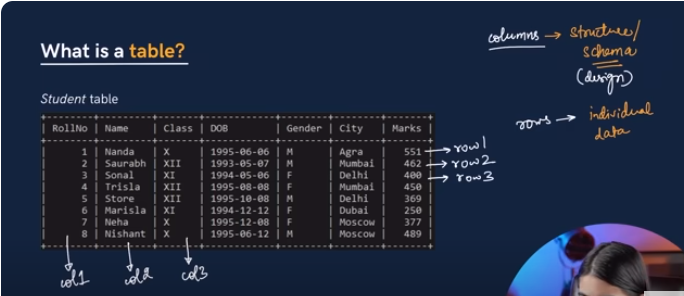 What is a table?
columns → structure/
schema
(design)
rows → individual
data
Student table
| RollNo | Name | Class | DOB | Gender | City | Marks |
| 1 | Nanda | X | 1995-06-06 | M | Agra | 551 | → row1
| 2 | Saurabh | XII | 1993-05-07 | M | Mumbai | 462 | → row2
| 3 | Sonal | XI | 1994-05-06 | F | Delhi | 400 | → row3
| 4 | Trisla | XII | 1995-08-08 | F | Mumbai | 450 |
| 5 | Store | XII | 1995-10-08 | M | Delhi | 369 |
| 6 | Marisla | XI | 1994-12-12 | F | Dubai | 250 |
| 7 | Neha | X | 1995-12-08 | F | Moscow | 377 |
| 8 | Nishant | X | 1995-06-12 | M | Moscow | 489 |
col1 col2 col3